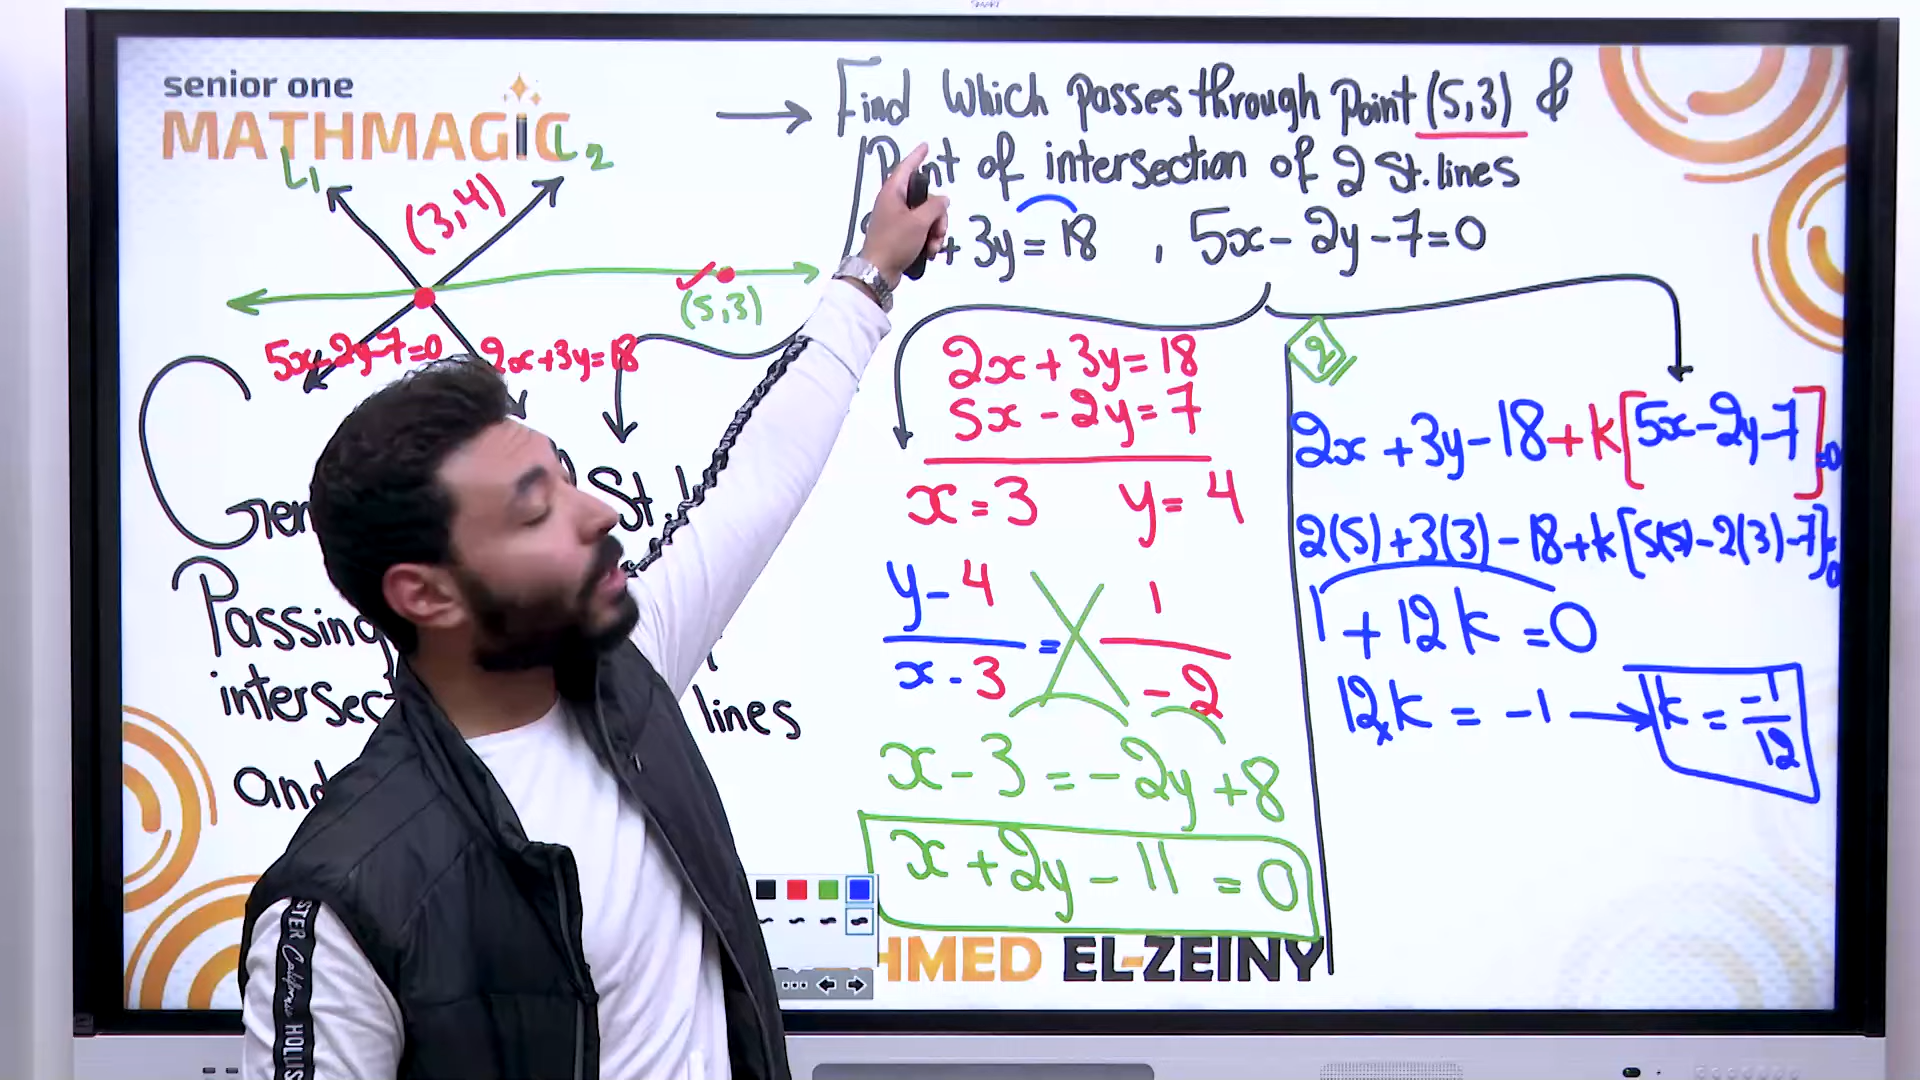 senior one
MATHMAGIC
→ Find Which passes through Point (5,3) &
Point of intersection of 2 St. lines
+ 3y = 18 , 5x - 2y - 7 = 0
L1
L2
(3,4)
(5,3)
5x - 2y - 7 = 0
2x + 3y = 18
St.
Passing
lines
2x + 3y = 18
5x - 2y = 7
x = 3 y = 4
y - 4 / x - 3 = 1 / -2
x - 3 = -2y + 8
x + 2y - 11 = 0
2
2x + 3y - 18 + k[5x - 2y - 7] = 0
2(5) + 3(3) - 18 + k[5(5) - 2(3) - 7] = 0
1 + 12k = 0
12k = -1 → k = -1/12
HMED EL-ZEINY
STER California HOLLIS